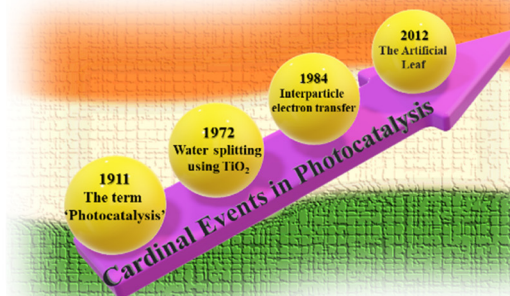 1911
The term
'Photocatalysis'
1972
Water splitting
using TiO₂
1984
Interparticle
electron transfer
2012
The Artificial
Leaf
Cardinal Events in Photocatalysis